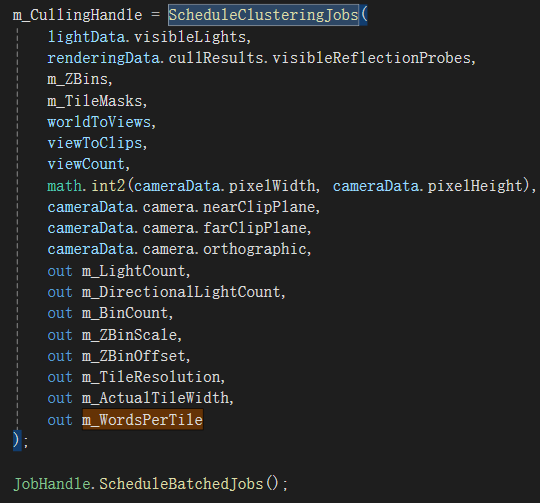 m_CullingHandle = ScheduleClusteringJobs(
lightData.visibleLights,
renderingData.cullResults.visibleReflectionProbes,
m_ZBins,
m_TileMasks,
worldToViews,
viewToClips,
viewCount,
math.int2(cameraData.pixelWidth, cameraData.pixelHeight),
cameraData.camera.nearClipPlane,
cameraData.camera.farClipPlane,
cameraData.camera.orthographic,
out m_LightCount,
out m_DirectionalLightCount,
out m_BinCount,
out m_ZBinScale,
out m_ZBinOffset,
out m_TileResolution,
out m_ActualTileWidth,
out m_WordsPerTile
);
JobHandle.ScheduleBatchedJobs();